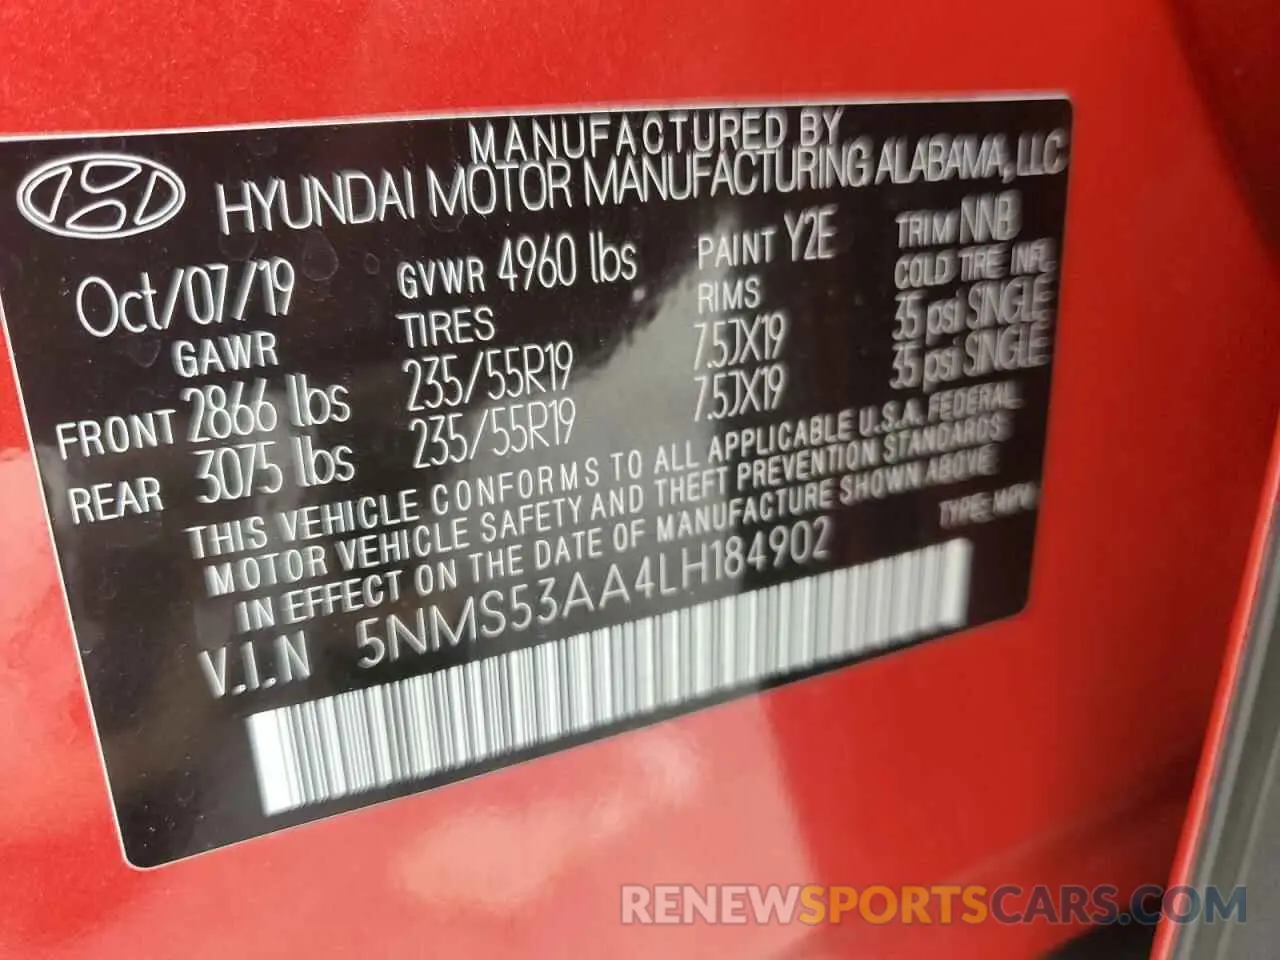 MANUFACTURED BY
HYUNDAI MOTOR MANUFACTURING ALABAMA, LLC
Oct/07/19 GVWR 4960 lbs PAINT Y2E TRIM NNB
GAWR TIRES RIMS COLD TIRE INFL
FRONT 2866 lbs 235/55R19 7.5JX19 35 psi SINGLE
REAR 3075 lbs 235/55R19 7.5JX19 35 psi SINGLE
THIS VEHICLE CONFORMS TO ALL APPLICABLE U.S.A. FEDERAL
MOTOR VEHICLE SAFETY AND THEFT PREVENTION STANDARDS
IN EFFECT ON THE DATE OF MANUFACTURE SHOWN ABOVE
V.I.N 5NMS53AA4LH184902 TYPE: MPV
RENEWSPORTSCARS.COM